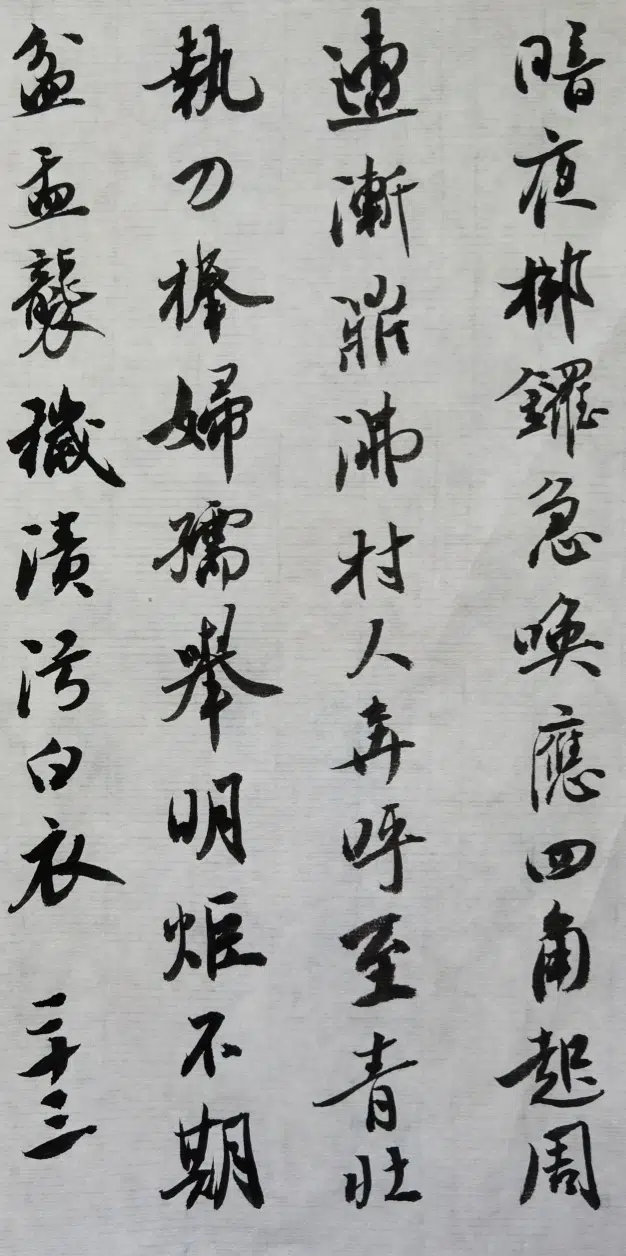 暗夜梆鑼急喚應四角起周
遭漸鼎沸村人奔呼至青壯
執刀棒婦孺舉明炬不期
盆盂襲穢漬污白衣 二十三